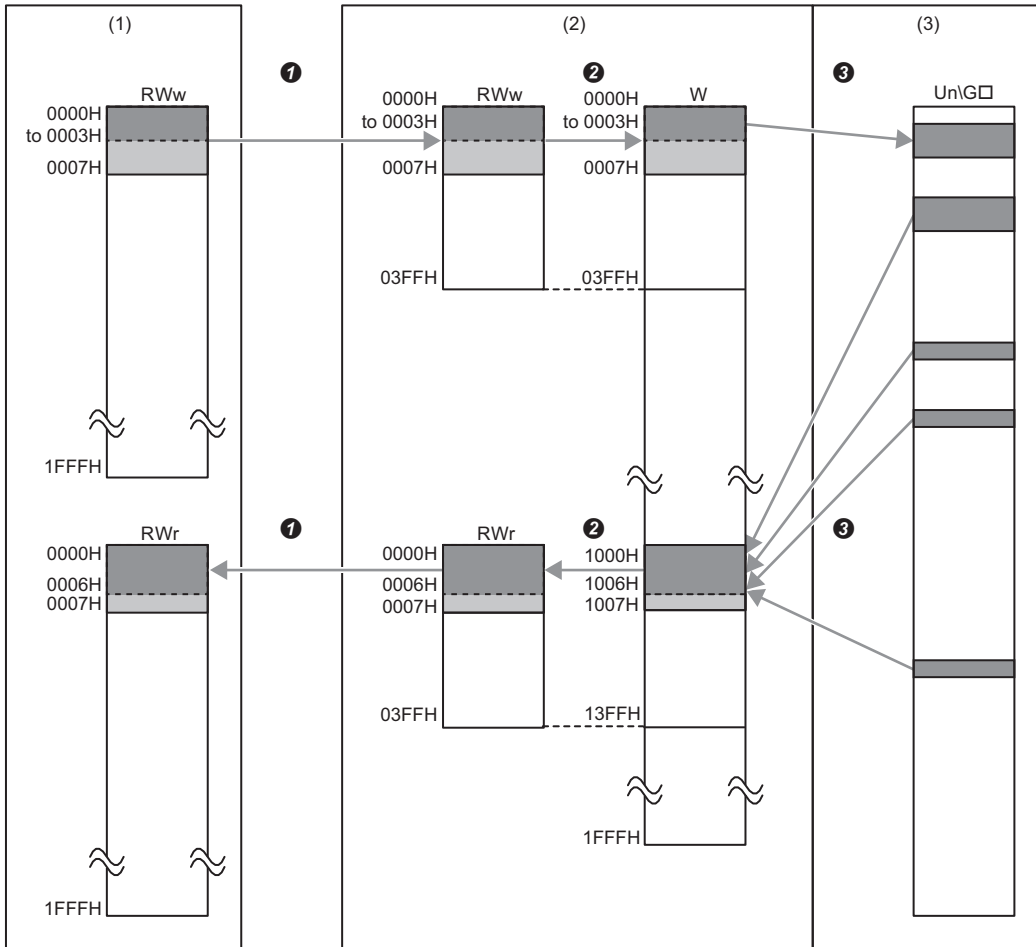 (1)
(2)
(3)
❶
❷
❸
RWw
RWw
W
Un\G□
0000H
to 0003H
0007H
0000H
to 0003H
0007H
0000H
to 0003H
0007H
03FFH
03FFH
1FFFH
❶
❷
❸
RWr
RWr
0000H
0006H
0007H
0000H
0006H
0007H
1000H
1006H
1007H
03FFH
13FFH
1FFFH
1FFFH